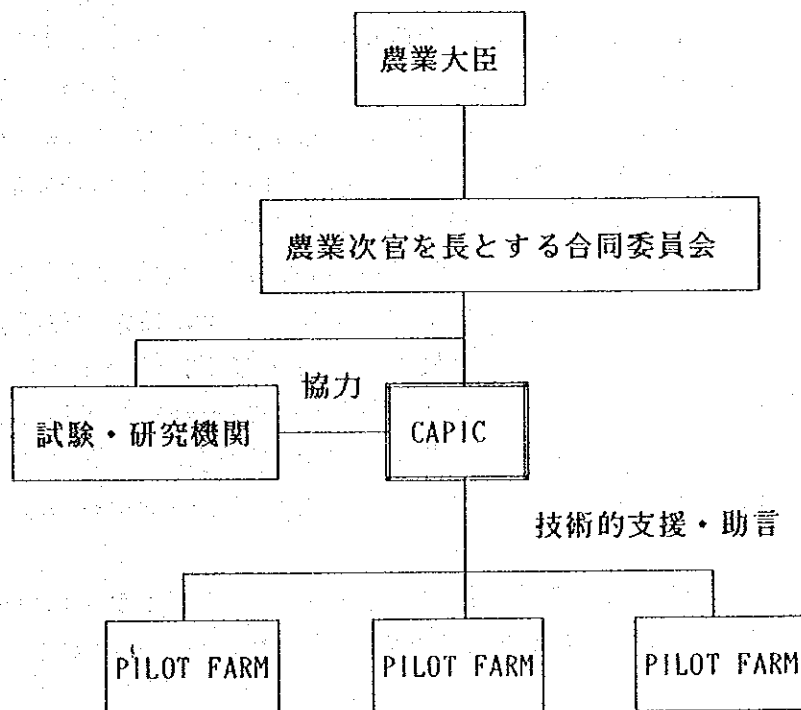 農業大臣
農業次官を長とする合同委員会
協力
試験・研究機関
CAPIC
技術的支援・助言
PILOT FARM
PILOT FARM
PILOT FARM